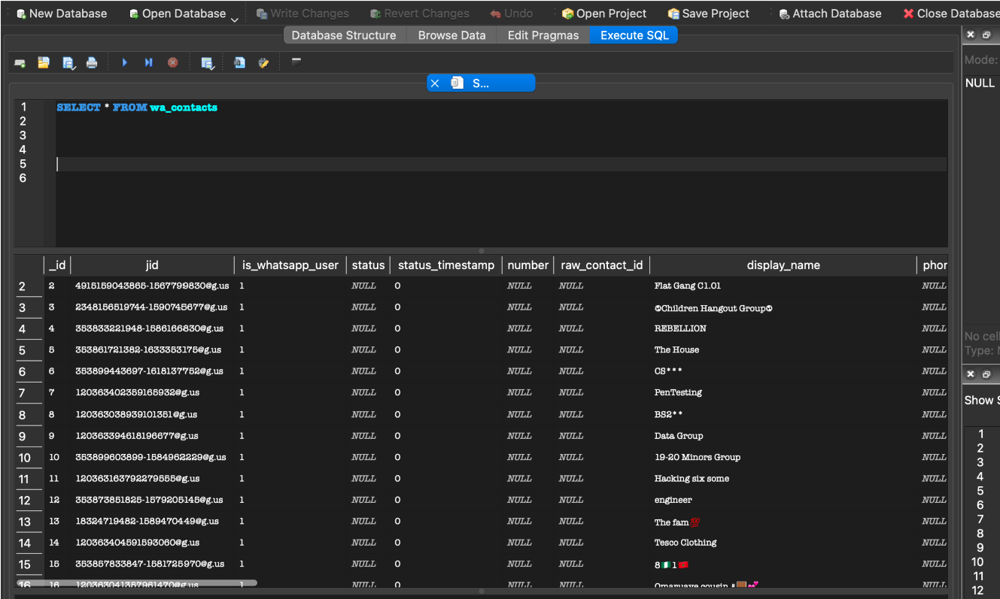 New Database Open Database Write Changes Revert Changes Undo Open Project Save Project Attach Database Close Database
Database Structure Browse Data Edit Pragmas Execute SQL
Mode:
NULL
S...
1 SELECT * FROM wa_contacts
2
3
4
5
6
_id jid is_whatsapp_user status status_timestamp number raw_contact_id display_name phor
2 2 4915159043865-1567799830@g.us 1 NULL 0 NULL NULL Flat Gang C1.01 NULL
3 3 2348156519744-1590745677@g.us 1 NULL 0 NULL NULL Children Hangout Group NULL
4 4 353833221948-1586166830@g.us 1 NULL 0 NULL NULL REBELLION NULL
5 5 353861721382-1633353175@g.us 1 NULL 0 NULL NULL The House NULL
6 6 353899443697-1618137752@g.us 1 NULL 0 NULL NULL CS*** NULL
7 7 120363402359165932@g.us 1 NULL 0 NULL NULL PenTesting NULL
8 8 120363038939101351@g.us 1 NULL 0 NULL NULL BS2** NULL
9 9 120363394618196677@g.us 1 NULL 0 NULL NULL Data Group NULL
10 10 353899603899-1584962229@g.us 1 NULL 0 NULL NULL 19-20 Minors Group NULL
11 11 120363163792279555@g.us 1 NULL 0 NULL NULL Hacking six some NULL
12 12 353873851825-1579205145@g.us 1 NULL 0 NULL NULL engineer NULL
13 13 18324719482-1589470449@g.us 1 NULL 0 NULL NULL The fam💯 NULL
14 14 120363404591593060@g.us 1 NULL 0 NULL NULL Tesco Clothing NULL
15 15 353857833847-1581725970@g.us 1 NULL 0 NULL NULL 8🇳🇬1🇲🇦 NULL
16 16 120363041357961470@g.us 1 NULL 0 NULL NULL cousin NULL
No cell
Type:
Show S
1
2
3
4
5
6
7
8
9
10
11
12